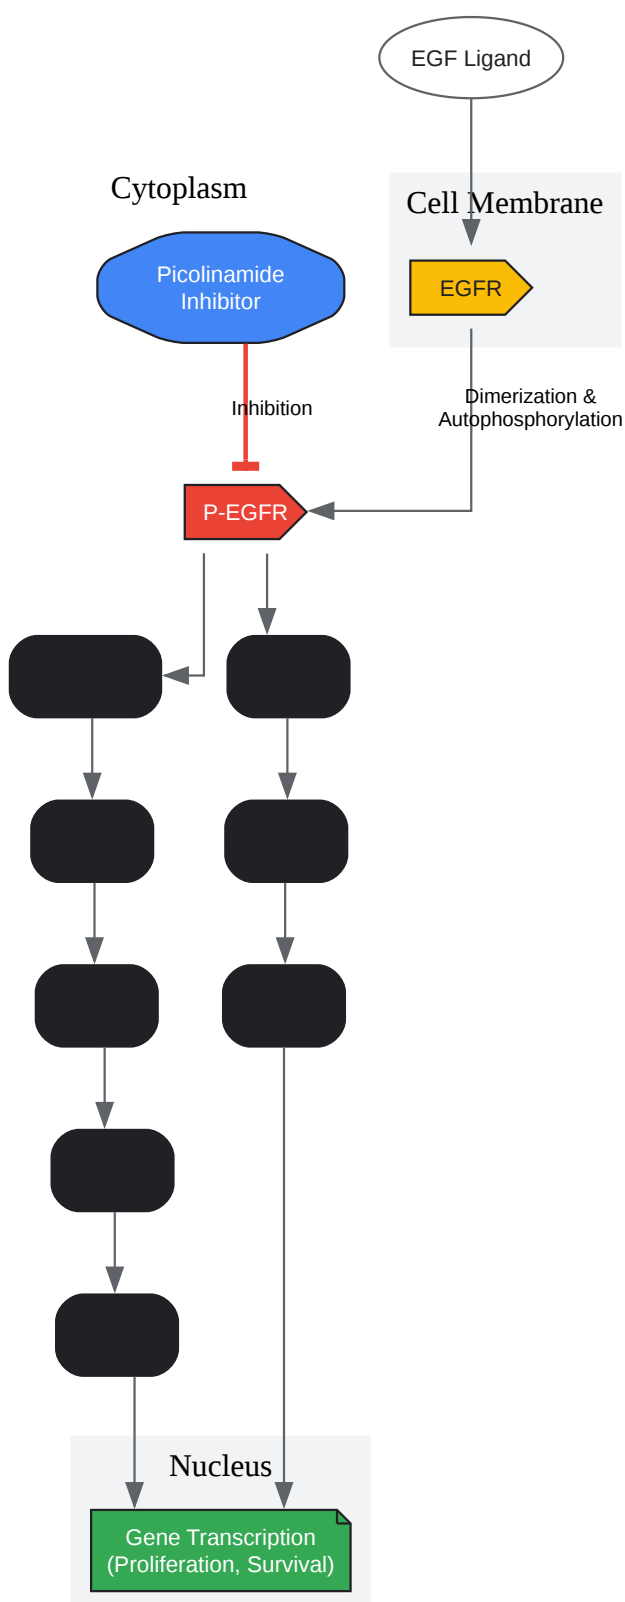 EGF Ligand
Cytoplasm
Cell Membrane
Picolinamide
Inhibitor
EGFR
Inhibition
Dimerization &
Autophosphorylation
P-EGFR
Nucleus
Gene Transcription
(Proliferation, Survival)